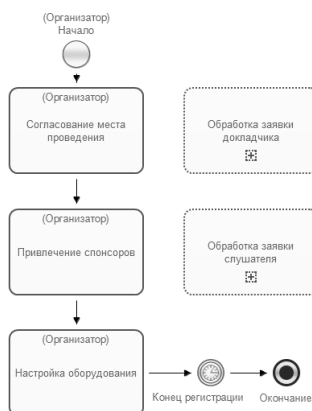 (Организатор)
Начало
(Организатор)
Согласование места
проведения
Обработка заявки
докладчика
(Организатор)
Привлечение спонсоров
Обработка заявки
слушателя
(Организатор)
Настройка оборудования
Конец регистрации
Окончание